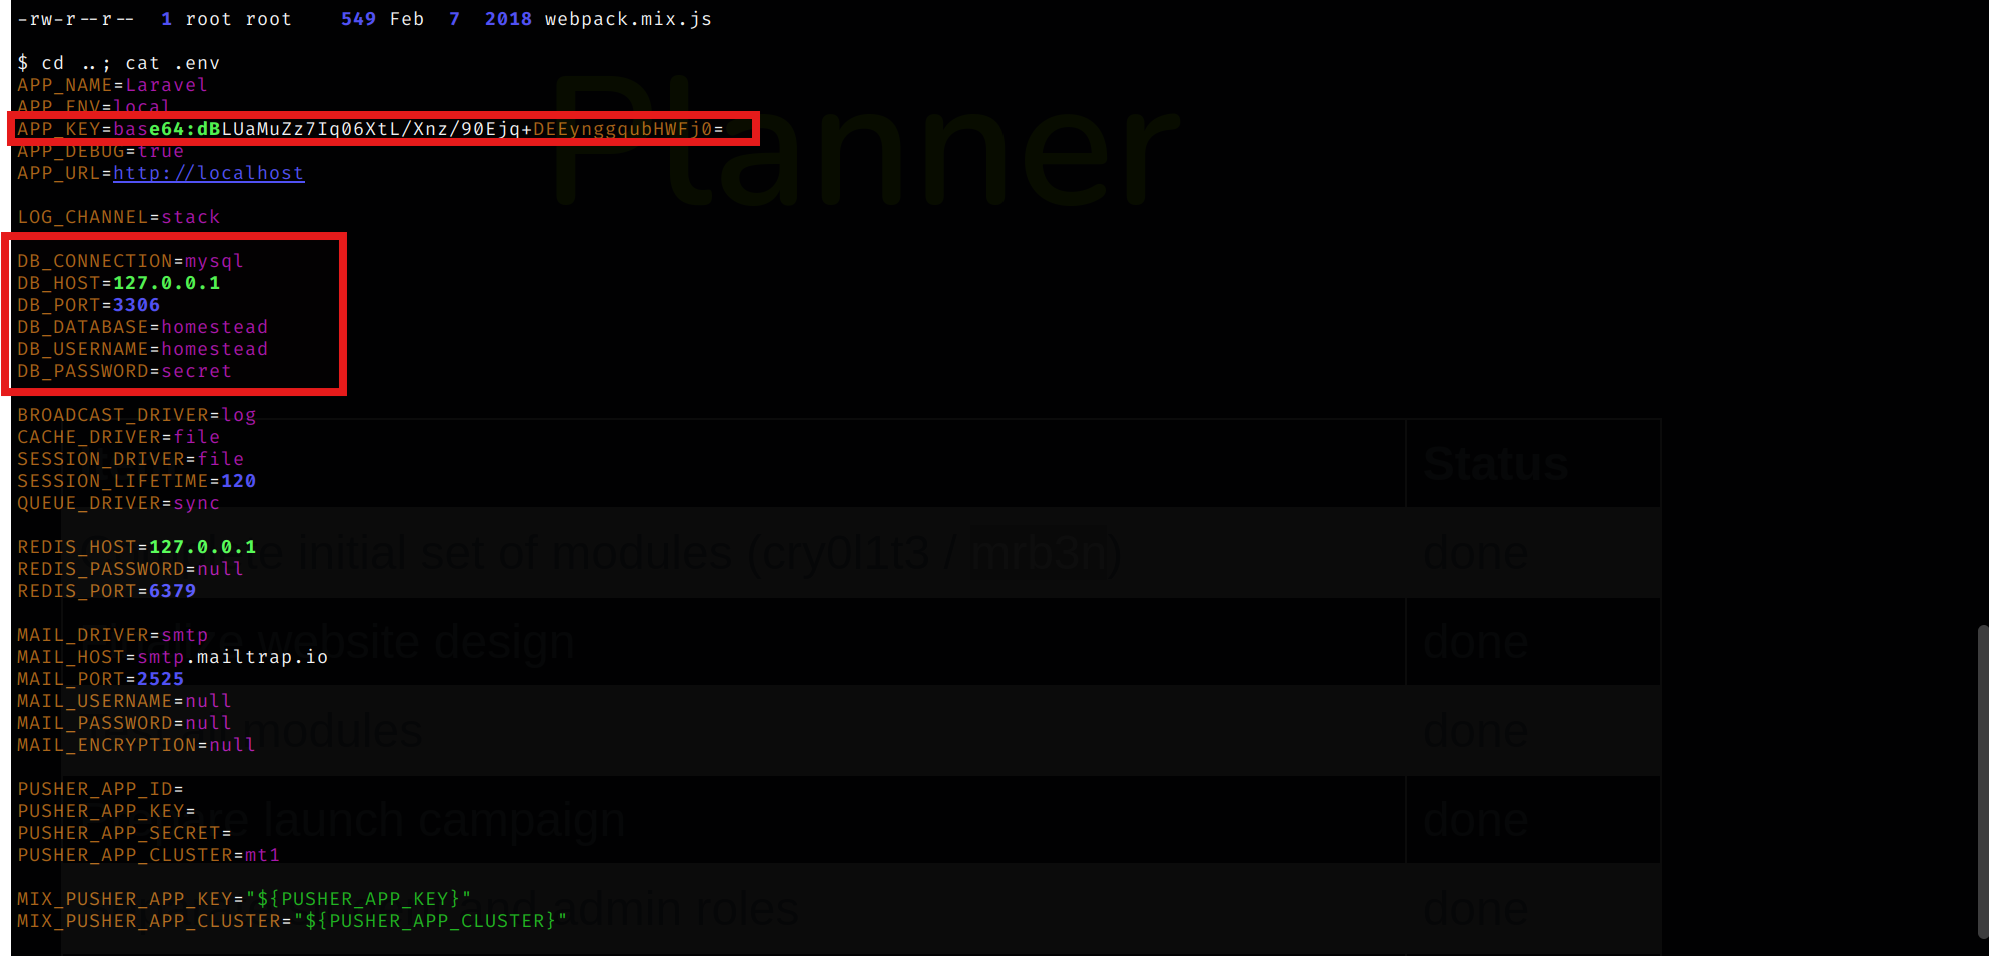 -rw-r--r--  1 root root    549 Feb  7  2018 webpack.mix.js
$ cd ..; cat .env
APP_NAME=Laravel
APP_ENV=local
APP_KEY=base64:dBLUaMuZz7Iq06XtL/Xnz/90Ejq+DEEynggqubHWFj0=
APP_DEBUG=true
APP_URL=http://localhost
Planner
LOG_CHANNEL=stack
DB_CONNECTION=mysql
DB_HOST=127.0.0.1
DB_PORT=3306
DB_DATABASE=homestead
DB_USERNAME=homestead
DB_PASSWORD=secret
BROADCAST_DRIVER=log
CACHE_DRIVER=file
SESSION_DRIVER=file
SESSION_LIFETIME=120
QUEUE_DRIVER=sync
Status
REDIS_HOST=127.0.0.1
REDIS_PASSWORD=null
REDIS_PORT=6379
initial set of modules (cry0l1t3 / mrb3n) done
MAIL_DRIVER=smtp
MAIL_HOST=smtp.mailtrap.io
MAIL_PORT=2525
MAIL_USERNAME=null
MAIL_PASSWORD=null
MAIL_ENCRYPTION=null
website design done
modules done
PUSHER_APP_ID=
PUSHER_APP_KEY=
PUSHER_APP_SECRET=
PUSHER_APP_CLUSTER=mt1
launch campaign done
MIX_PUSHER_APP_KEY="${PUSHER_APP_KEY}"
MIX_PUSHER_APP_CLUSTER="${PUSHER_APP_CLUSTER}"
and admin roles done